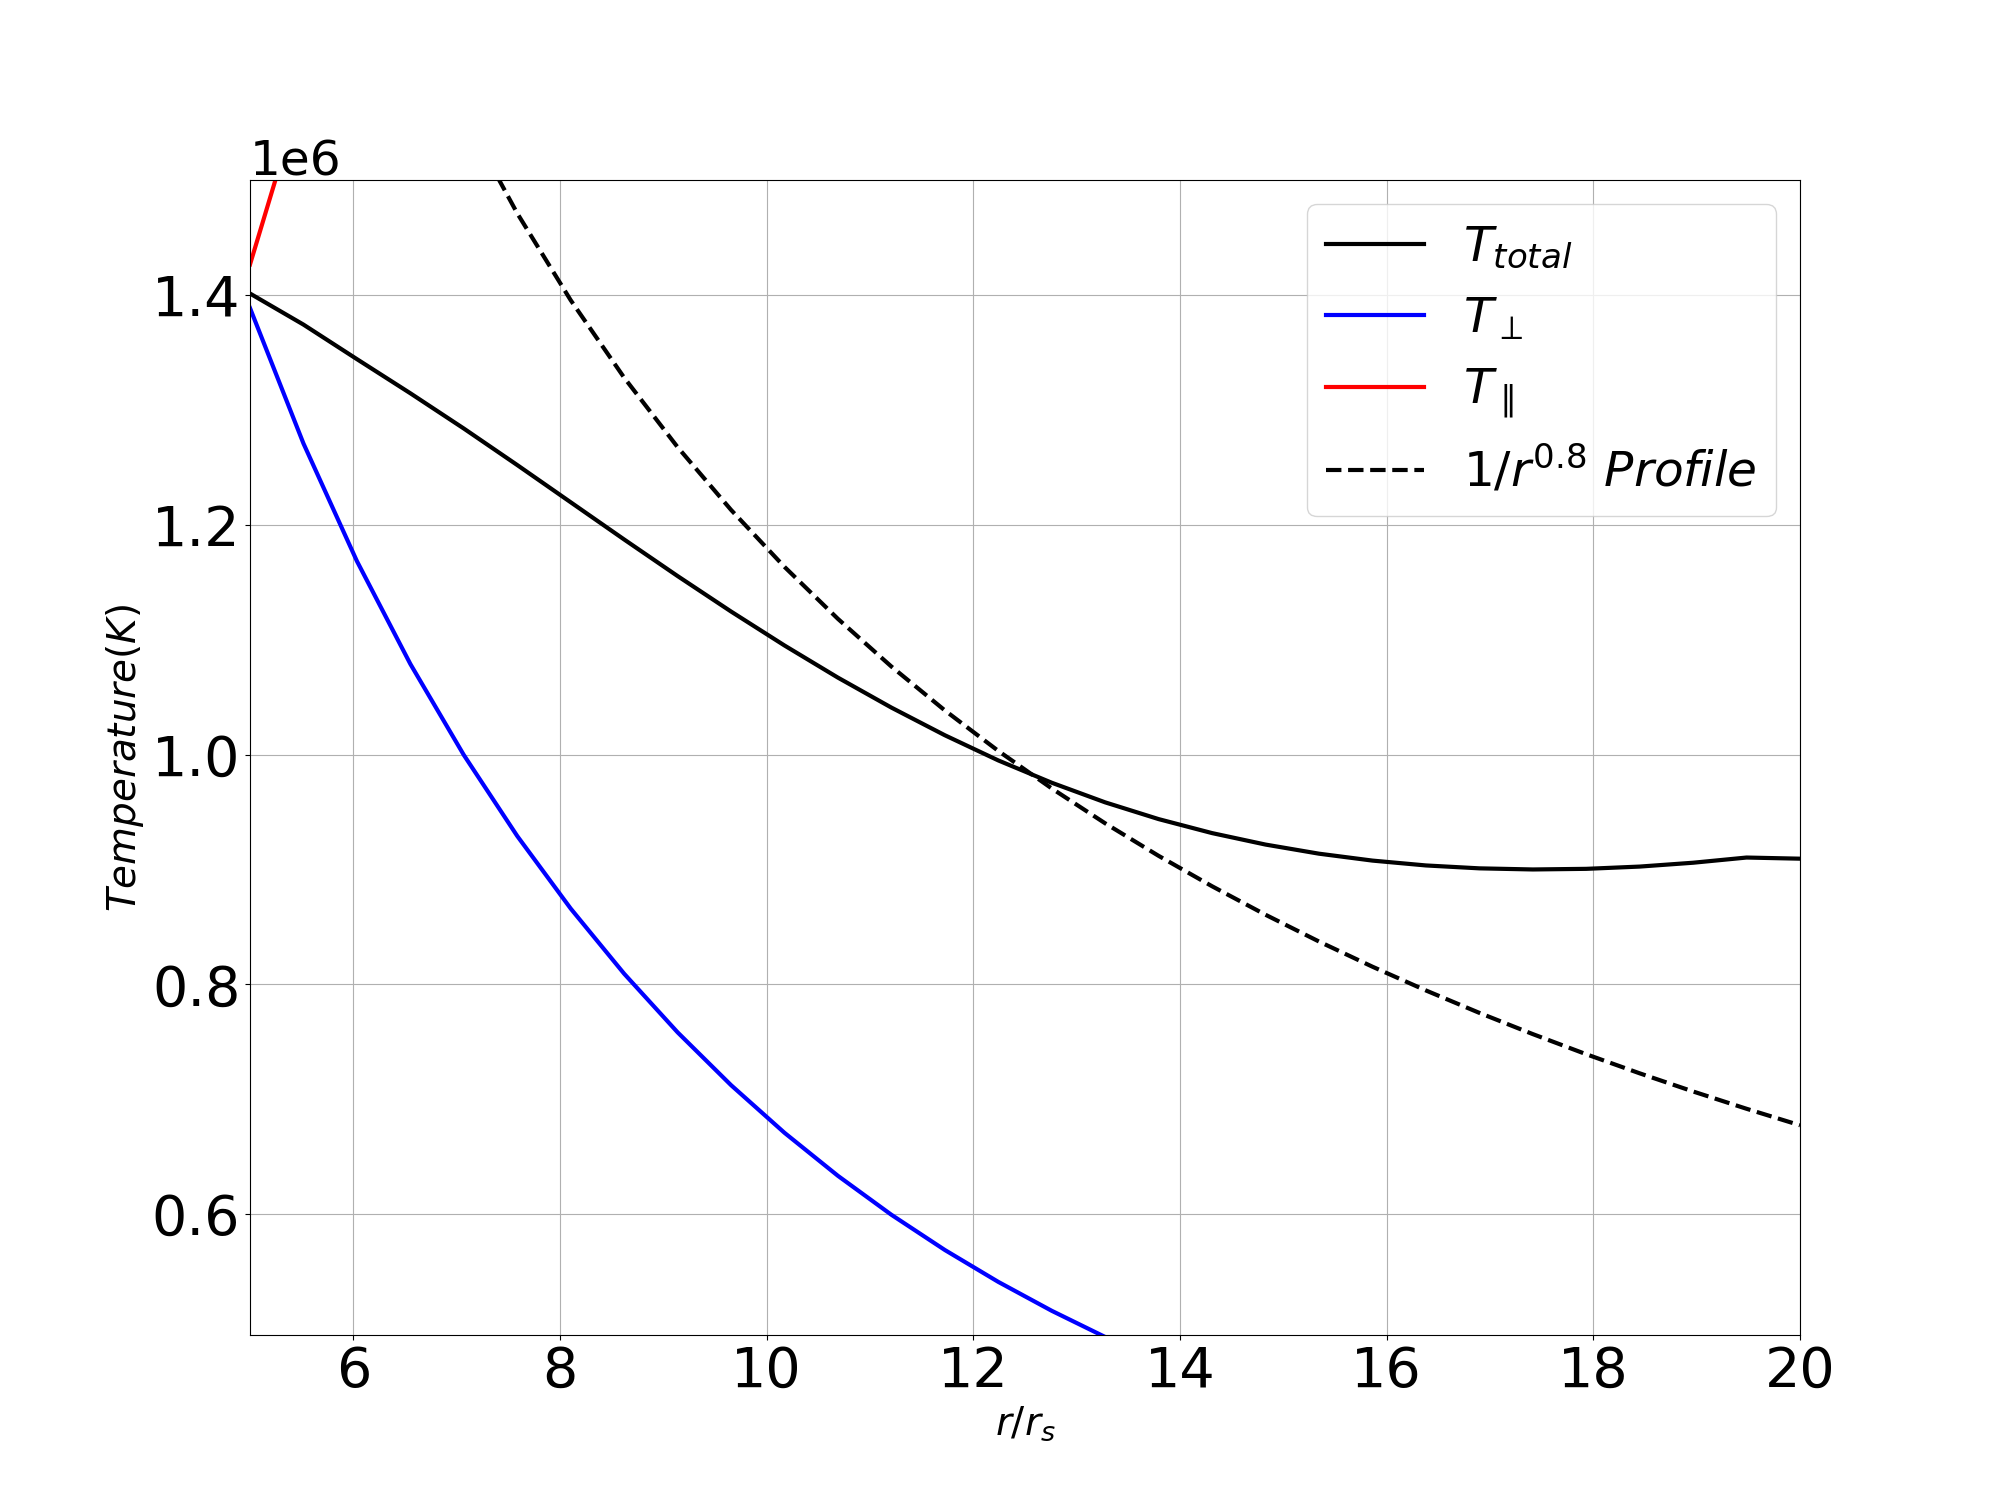 1e6
1.4
1.2
1.0
0.8
0.6
Temperature(K)
6 8 10 12 14 16 18 20
r/rₛ
T_total
T_⊥
T_∥
1/r^0.8 Profile